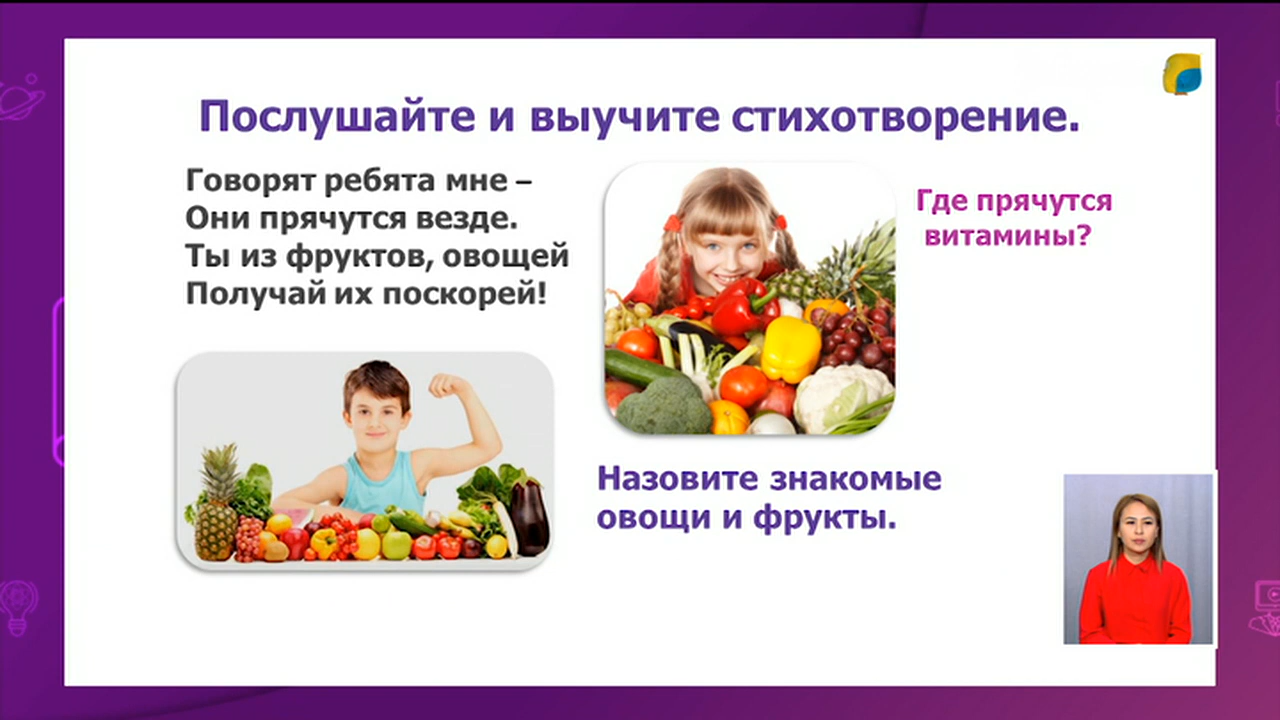 Послушайте и выучите стихотворение.
Говорят ребята мне –
Они прячутся везде.
Ты из фруктов, овощей
Получай их поскорей!
Где прячутся
витамины?
Назовите знакомые
овощи и фрукты.